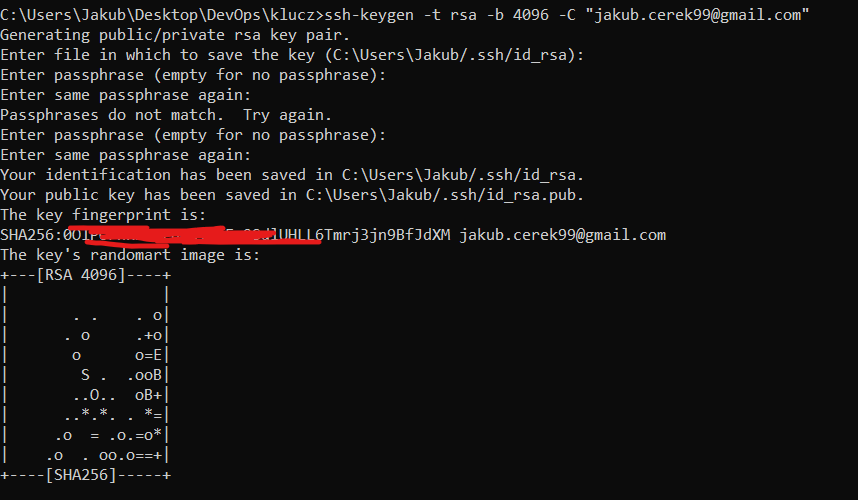 C:\Users\Jakub\Desktop\DevOps\klucz>ssh-keygen -t rsa -b 4096 -C "jakub.cerek99@gmail.com"
Generating public/private rsa key pair.
Enter file in which to save the key (C:\Users\Jakub/.ssh/id_rsa):
Enter passphrase (empty for no passphrase):
Enter same passphrase again:
Passphrases do not match.  Try again.
Enter passphrase (empty for no passphrase):
Enter same passphrase again:
Your identification has been saved in C:\Users\Jakub/.ssh/id_rsa.
Your public key has been saved in C:\Users\Jakub/.ssh/id_rsa.pub.
The key fingerprint is:
SHA256: jakub.cerek99@gmail.com
The key's randomart image is:
+---[RSA 4096]----+
|                 |
|       . .    . o|
|      . o     .+o|
|       o      o=E|
|        S .  .ooB|
|       ..O..  oB+|
|      ..*.*. . *=|
|     .o  = .o.=o*|
|    .o  . oo.o==+|
+----[SHA256]-----+